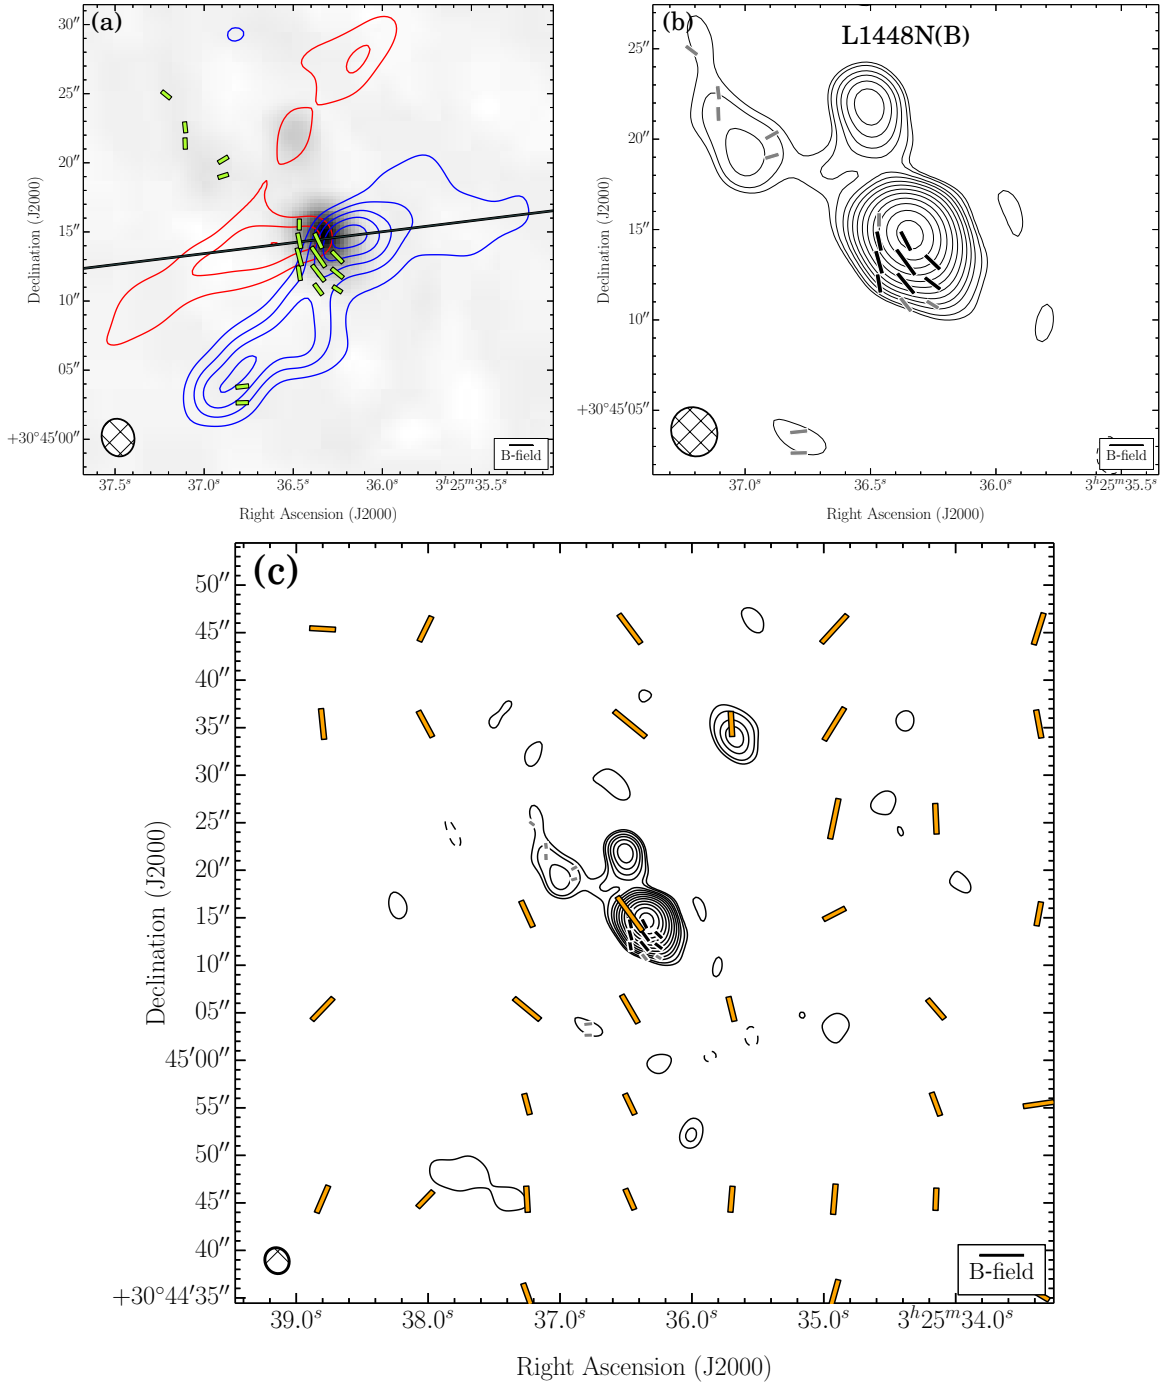 (a)
30″
25″
20″
15″
10″
05″
+30°45′00″
Declination (J2000)
37.5ˢ 37.0ˢ 36.5ˢ 36.0ˢ 3ʰ25ᵐ35.5ˢ
Right Ascension (J2000)
B-field
(b)
L1448N(B)
25″
20″
15″
10″
+30°45′05″
Declination (J2000)
37.0ˢ 36.5ˢ 36.0ˢ 3ʰ25ᵐ35.5ˢ
Right Ascension (J2000)
B-field
(c)
50″
45″
40″
35″
30″
25″
20″
15″
10″
05″
45′00″
55″
50″
45″
40″
+30°44′35″
Declination (J2000)
39.0ˢ 38.0ˢ 37.0ˢ 36.0ˢ 35.0ˢ 3ʰ25ᵐ34.0ˢ
Right Ascension (J2000)
B-field